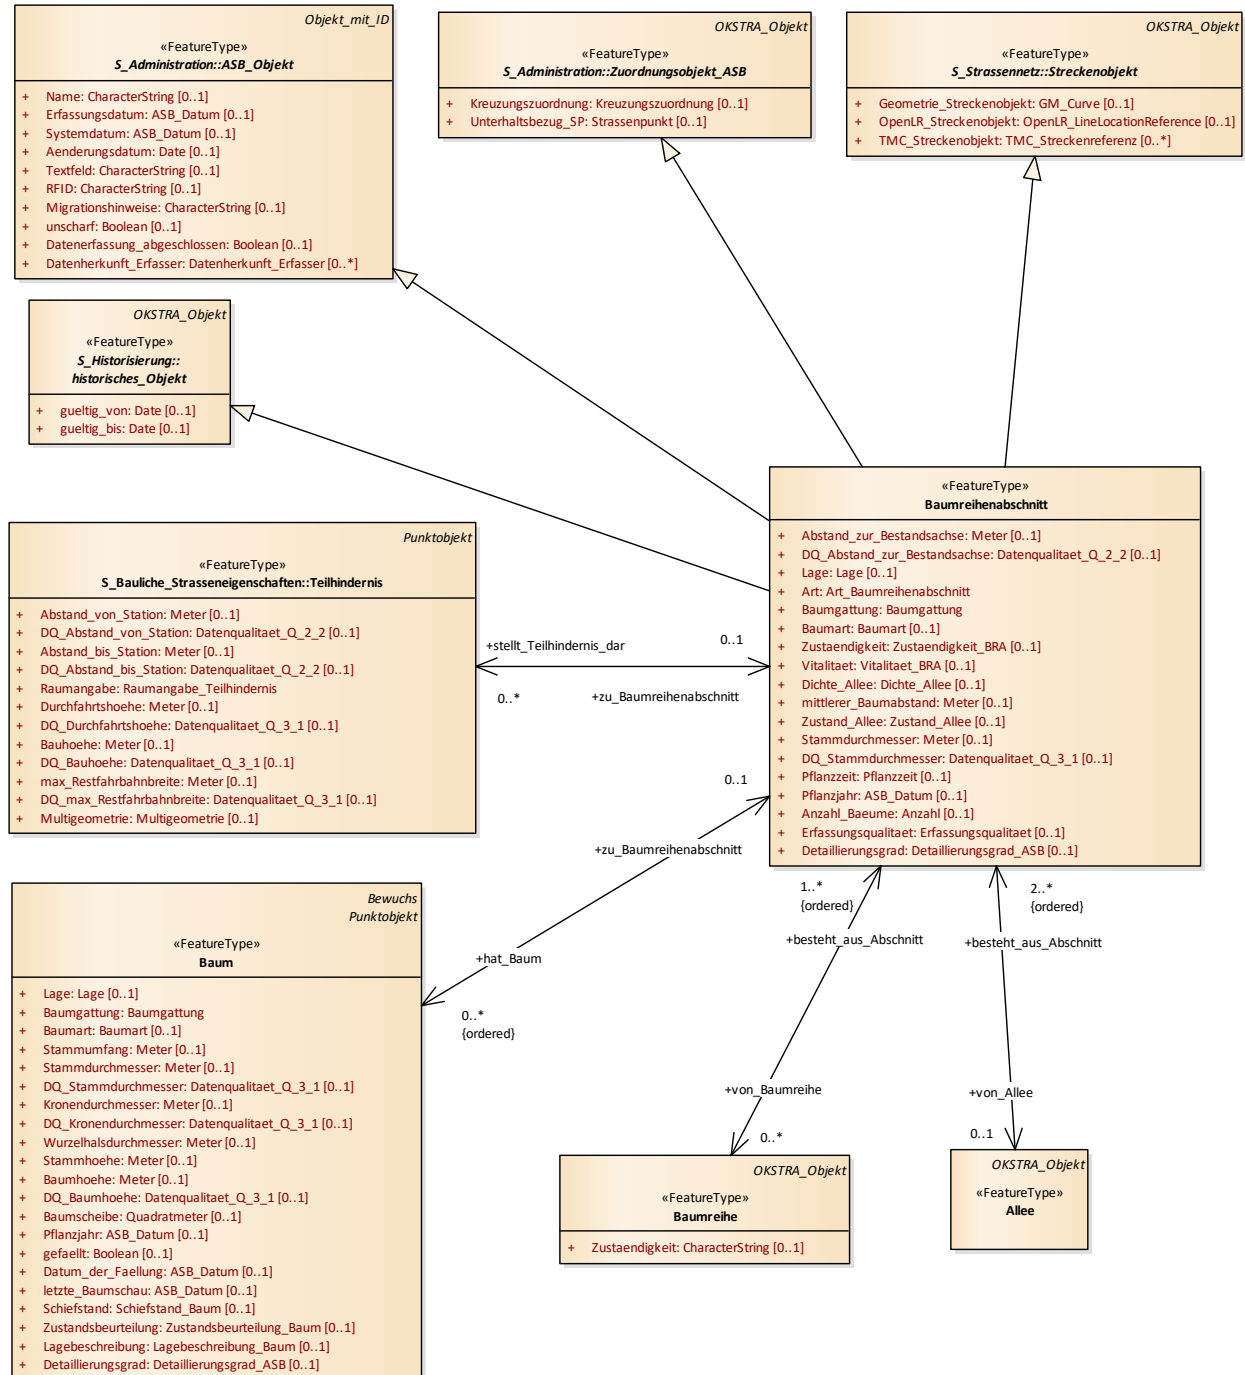 Objekt_mit_ID
«FeatureType»
S_Administration::ASB_Objekt
+ Name: CharacterString [0..1]
+ Erfassungsdatum: ASB_Datum [0..1]
+ Systemdatum: ASB_Datum [0..1]
+ Aenderungsdatum: Date [0..1]
+ Textfeld: CharacterString [0..1]
+ RFID: CharacterString [0..1]
+ Migrationshinweise: CharacterString [0..1]
+ unscharf: Boolean [0..1]
+ Datenerfassung_abgeschlossen: Boolean [0..1]
+ Datenherkunft_Erfasser: Datenherkunft_Erfasser [0..*]
OKSTRA_Objekt
«FeatureType»
S_Administration::Zuordnungsobjekt_ASB
+ Kreuzungszuordnung: Kreuzungszuordnung [0..1]
+ Unterhaltsbezug_SP: Strassenpunkt [0..1]
OKSTRA_Objekt
«FeatureType»
S_Strassennetz::Streckenobjekt
+ Geometrie_Streckenobjekt: GM_Curve [0..1]
+ OpenLR_Streckenobjekt: OpenLR_LineLocationReference [0..1]
+ TMC_Streckenobjekt: TMC_Streckenreferenz [0..*]
OKSTRA_Objekt
«FeatureType»
S_Historisierung::
historisches_Objekt
+ gueltig_von: Date [0..1]
+ gueltig_bis: Date [0..1]
«FeatureType»
Baumreihenabschnitt
+ Abstand_zur_Bestandsachse: Meter [0..1]
+ DQ_Abstand_zur_Bestandsachse: Datenqualitaet_Q_2_2 [0..1]
+ Lage: Lage [0..1]
+ Art: Art_Baumreihenabschnitt
+ Baumgattung: Baumgattung
+ Baumart: Baumart [0..1]
+ Zustaendigkeit: Zustaendigkeit_BRA [0..1]
+ Vitalitaet: Vitalitaet_BRA [0..1]
+ Dichte_Allee: Dichte_Allee [0..1]
+ mittlerer_Baumabstand: Meter [0..1]
+ Zustand_Allee: Zustand_Allee [0..1]
+ Stammdurchmesser: Meter [0..1]
+ DQ_Stammdurchmesser: Datenqualitaet_Q_3_1 [0..1]
+ Pflanzzeit: Pflanzzeit [0..1]
+ Pflanzjahr: ASB_Datum [0..1]
+ Anzahl_Baeume: Anzahl [0..1]
+ Erfassungsqualitaet: Erfassungsqualitaet [0..1]
+ Detaillierungsgrad: Detaillierungsgrad_ASB [0..1]
Punktobjekt
«FeatureType»
S_Bauliche_Strasseneigenschaften::Teilhindernis
+ Abstand_von_Station: Meter [0..1]
+ DQ_Abstand_von_Station: Datenqualitaet_Q_2_2 [0..1]
+ Abstand_bis_Station: Meter [0..1]
+ DQ_Abstand_bis_Station: Datenqualitaet_Q_2_2 [0..1]
+ Raumangabe: Raumangabe_Teilhindernis
+ Durchfahrtshoehe: Meter [0..1]
+ DQ_Durchfahrtshoehe: Datenqualitaet_Q_3_1 [0..1]
+ Bauhoehe: Meter [0..1]
+ DQ_Bauhoehe: Datenqualitaet_Q_3_1 [0..1]
+ max_Restfahrbahnbreite: Meter [0..1]
+ DQ_max_Restfahrbahnbreite: Datenqualitaet_Q_3_1 [0..1]
+ Multigeometrie: Multigeometrie [0..1]
+stellt_Teilhindernis_dar
0..1
0..*
+zu_Baumreihenabschnitt
0..1
+zu_Baumreihenabschnitt
+hat_Baum
0..*
{ordered}
1..*
{ordered}
+besteht_aus_Abschnitt
2..*
{ordered}
+besteht_aus_Abschnitt
+von_Baumreihe
0..*
+von_Allee
0..1
Bewuchs
Punktobjekt
«FeatureType»
Baum
+ Lage: Lage [0..1]
+ Baumgattung: Baumgattung
+ Baumart: Baumart [0..1]
+ Stammumfang: Meter [0..1]
+ Stammdurchmesser: Meter [0..1]
+ DQ_Stammdurchmesser: Datenqualitaet_Q_3_1 [0..1]
+ Kronendurchmesser: Meter [0..1]
+ DQ_Kronendurchmesser: Datenqualitaet_Q_3_1 [0..1]
+ Wurzelhalsdurchmesser: Meter [0..1]
+ Stammhoehe: Meter [0..1]
+ Baumhoehe: Meter [0..1]
+ DQ_Baumhoehe: Datenqualitaet_Q_3_1 [0..1]
+ Baumscheibe: Quadratmeter [0..1]
+ Pflanzjahr: ASB_Datum [0..1]
+ gefaellt: Boolean [0..1]
+ Datum_der_Faellung: ASB_Datum [0..1]
+ letzte_Baumschau: ASB_Datum [0..1]
+ Schiefstand: Schiefstand_Baum [0..1]
+ Zustandsbeurteilung: Zustandsbeurteilung_Baum [0..1]
+ Lagebeschreibung: Lagebeschreibung_Baum [0..1]
+ Detaillierungsgrad: Detaillierungsgrad_ASB [0..1]
OKSTRA_Objekt
«FeatureType»
Baumreihe
+ Zustaendigkeit: CharacterString [0..1]
OKSTRA_Objekt
«FeatureType»
Allee